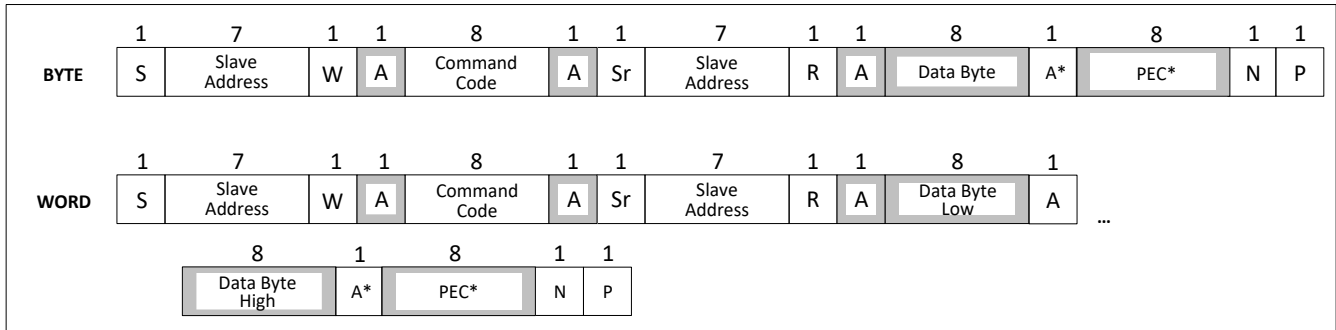 1 7 1 1 8 1 1 7 1 1 8 1 8 1 1
BYTE S Slave Address W A Command Code A Sr Slave Address R A Data Byte A* PEC* N P
1 7 1 1 8 1 1 7 1 1 8 1
WORD S Slave Address W A Command Code A Sr Slave Address R A Data Byte Low A ...
8 1 8 1 1
Data Byte High A* PEC* N P